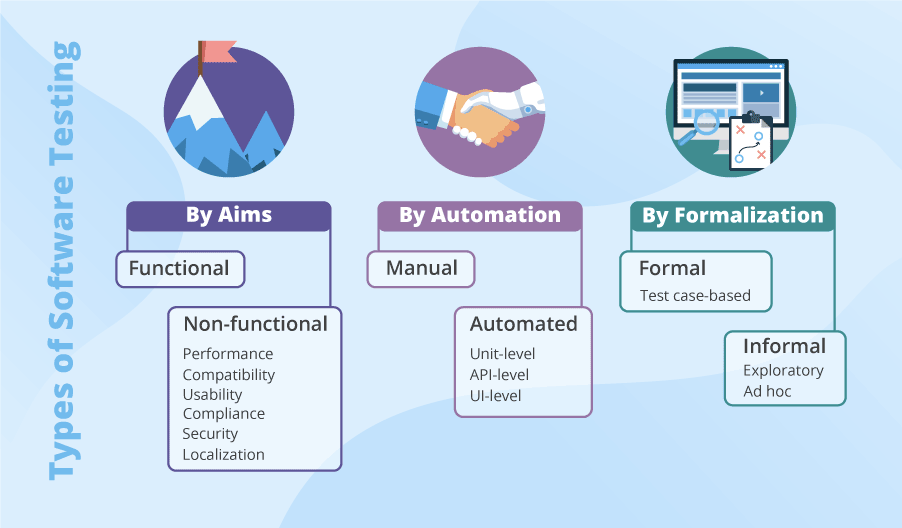 Types of Software Testing
By Aims
Functional
Non-functional
Performance
Compatibility
Usability
Compliance
Security
Localization
By Automation
Manual
Automated
Unit-level
API-level
UI-level
By Formalization
Formal
Test case-based
Informal
Exploratory
Ad hoc